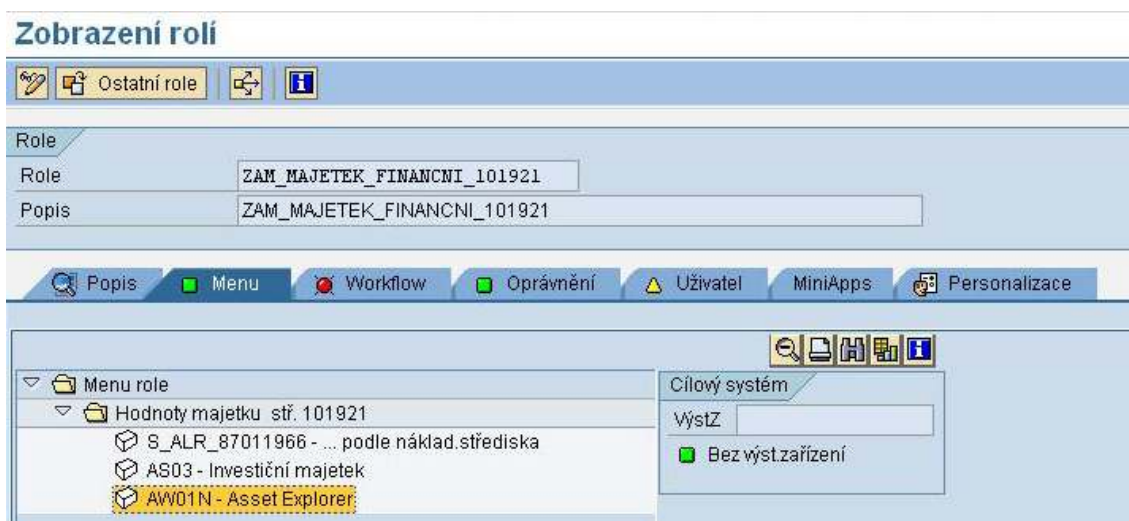 Zobrazení rolí
Ostatní role
Role
Role ZAM_MAJETEK_FINANCNI_101921
Popis ZAM_MAJETEK_FINANCNI_101921
Popis Menu Workflow Oprávnění Uživatel MiniApps Personalizace
Menu role
Hodnoty majetku stř. 101921
S_ALR_87011966 - ... podle náklad.střediska
AS03 - Investiční majetek
AW01N - Asset Explorer
Cílový systém
VýstZ
Bez výst.zařízení